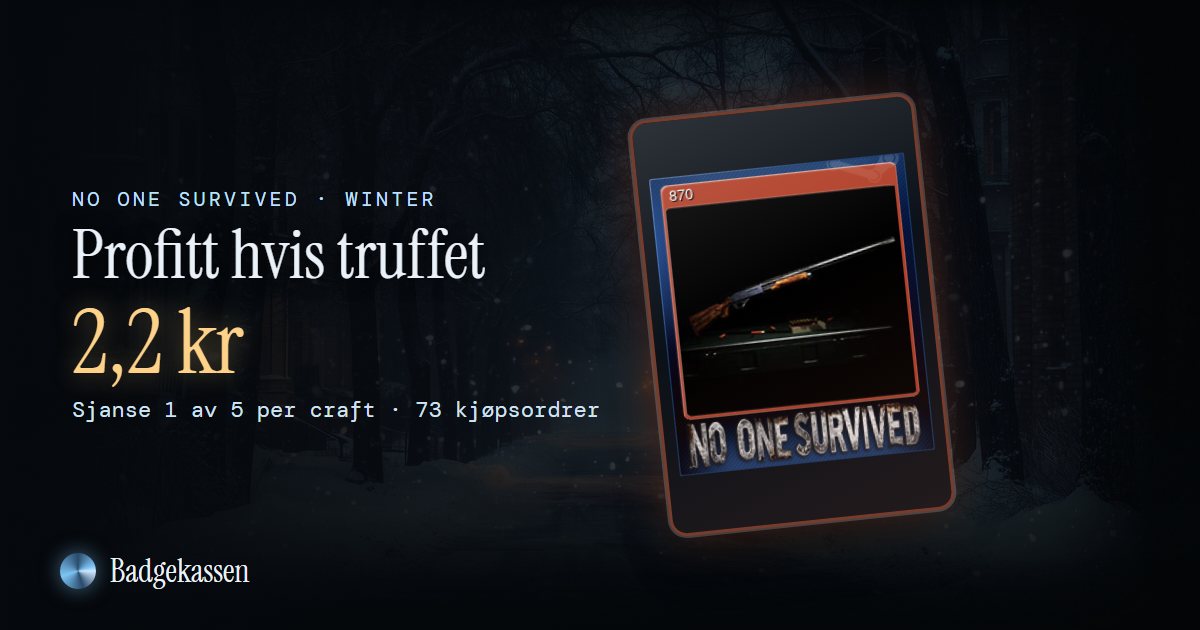 NO ONE SURVIVED · WINTER
Profitt hvis truffet
2,2 kr
Sjanse 1 av 5 per craft · 73 kjøpsordrer
870
NO ONE SURVIVED
Badgekassen